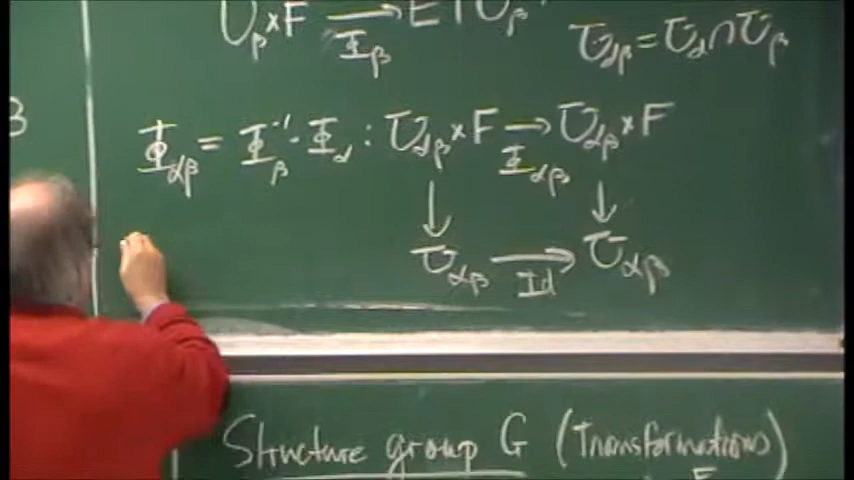 U_β × F ⟶ E|U_β
Φ_β
U_αβ = U_α ∩ U_β
3
Φ_αβ = Φ_β^-1 · Φ_α : U_αβ × F ⟶ U_αβ × F
Φ_αβ
↓ ↓
U_αβ ⟶ U_αβ
Id
Structure group G (Transformations)
F